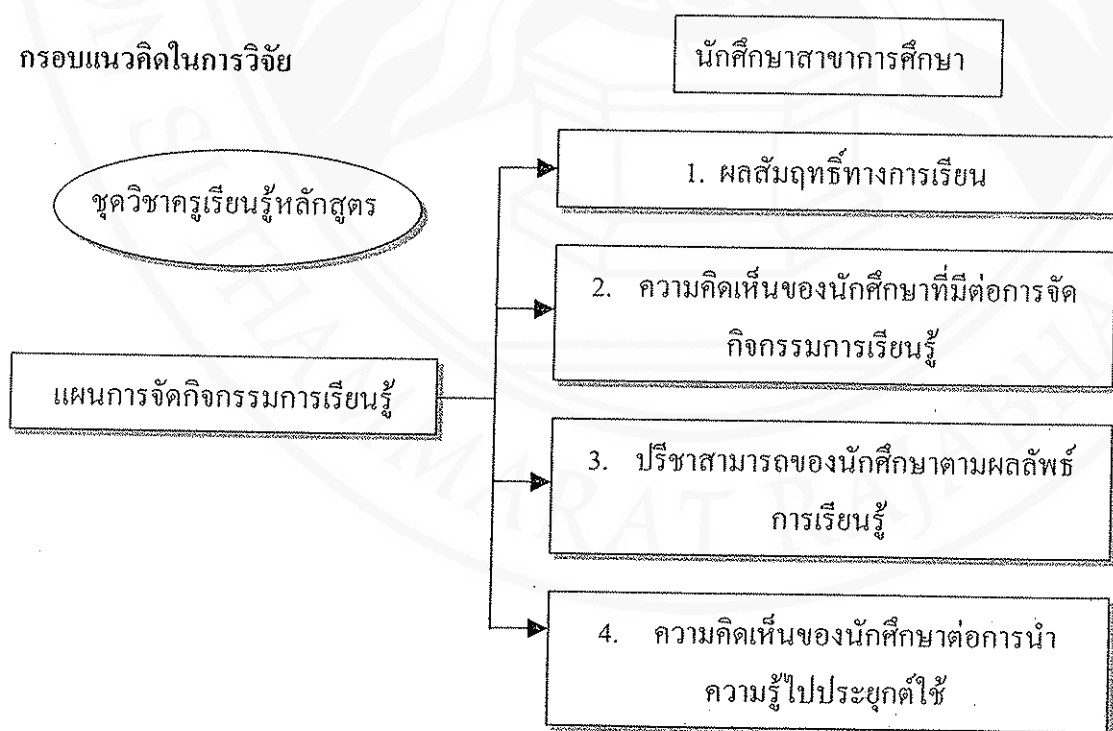 กรอบแนวคิดในการวิจัย
นักศึกษาสาขาการศึกษา
ชุดวิชาครูเรียนรู้หลักสูตร
แผนการจัดกิจกรรมการเรียนรู้
1. ผลสัมฤทธิ์ทางการเรียน
2. ความคิดเห็นของนักศึกษาที่มีต่อการจัด
กิจกรรมการเรียนรู้
3. ปรีชาสามารถของนักศึกษาตามผลลัพธ์
การเรียนรู้
4. ความคิดเห็นของนักศึกษาต่อการนำ
ความรู้ไปประยุกต์ใช้
MARAT RAJABH